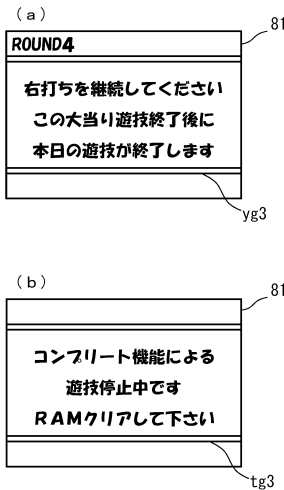 （ａ）
81
ROUND4
右打ちを継続してください
この大当り遊技終了後に
本日の遊技が終了します
yg3
（ｂ）
81
コンプリート機能による
遊技停止中です
ＲＡＭクリアして下さい
tg3